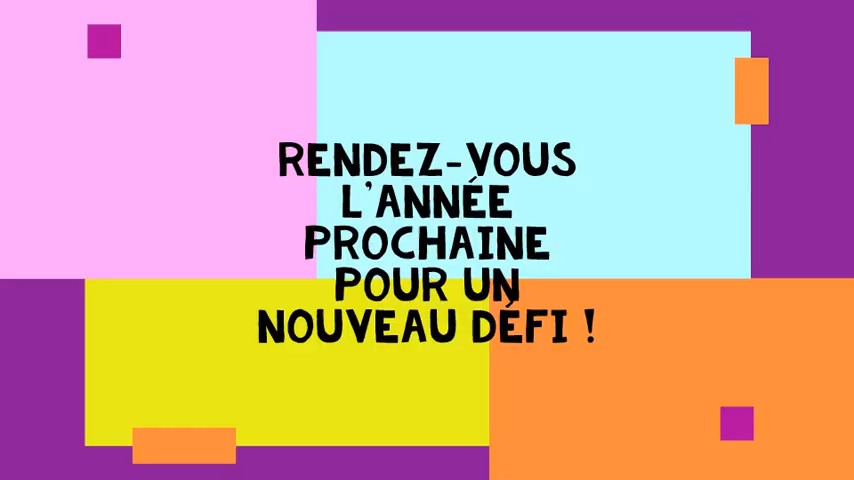 RENDEZ-VOUS
L'ANNÉE
PROCHAINE
POUR UN
NOUVEAU DÉFI !